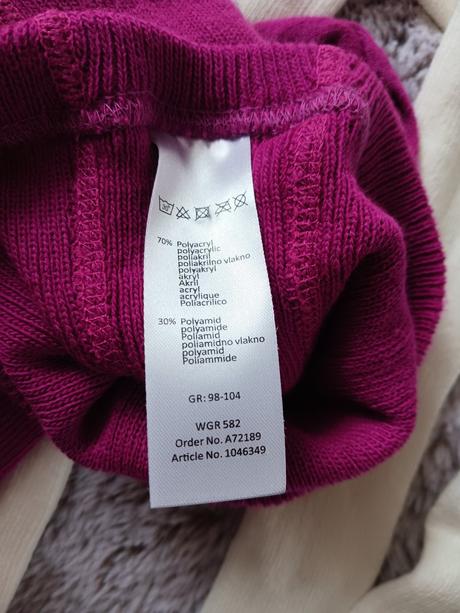 70% Polyacryl
polyacrylic
poliakril
poliakrilno vlakno
polyakryl
akryl
Akril
acryl
acrylique
Poliacrilico
30% Polyamid
polyamide
Poliamid
poliamidno vlakno
polyamid
Poliammide
GR: 98-104
WGR 582
Order No. A72189
Article No. 1046349